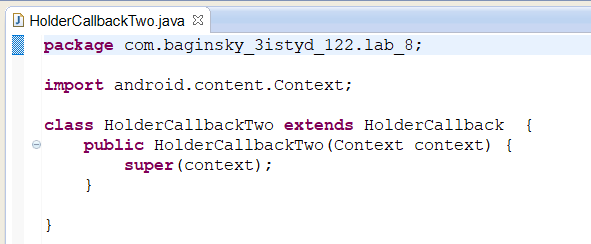 HolderCallbackTwo.java
package com.baginsky_3istyd_122.lab_8;
import android.content.Context;
class HolderCallbackTwo extends HolderCallback  {
    public HolderCallbackTwo(Context context) {
        super(context);
    }
}